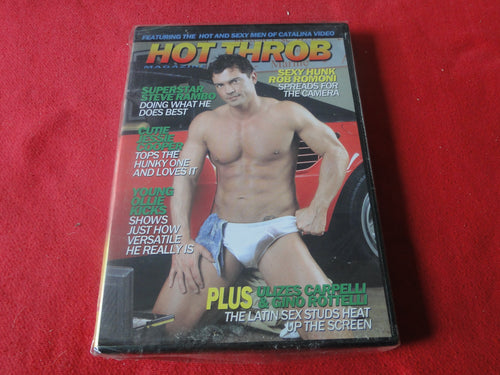 FEATURING THE HOT AND SEXY MEN OF CATALINA VIDEO
HOT THROB
MAGAZINE
SEXY HUNK
ROB ROMONI
SPREADS FOR
THE CAMERA
SUPERSTAR
STEVE RAMBO
DOING WHAT HE
DOES BEST
CUTIE
JESSIE
COOPER
TOPS THE
HUNKY ONE
AND LOVES IT
YOUNG
OLLIE
KICKS
SHOWS
JUST HOW
VERSATILE
HE REALLY IS
PLUS ULIZES CARPELLI
& GINO ROTTELLI
THE LATIN SEX STUDS HEAT
UP THE SCREEN